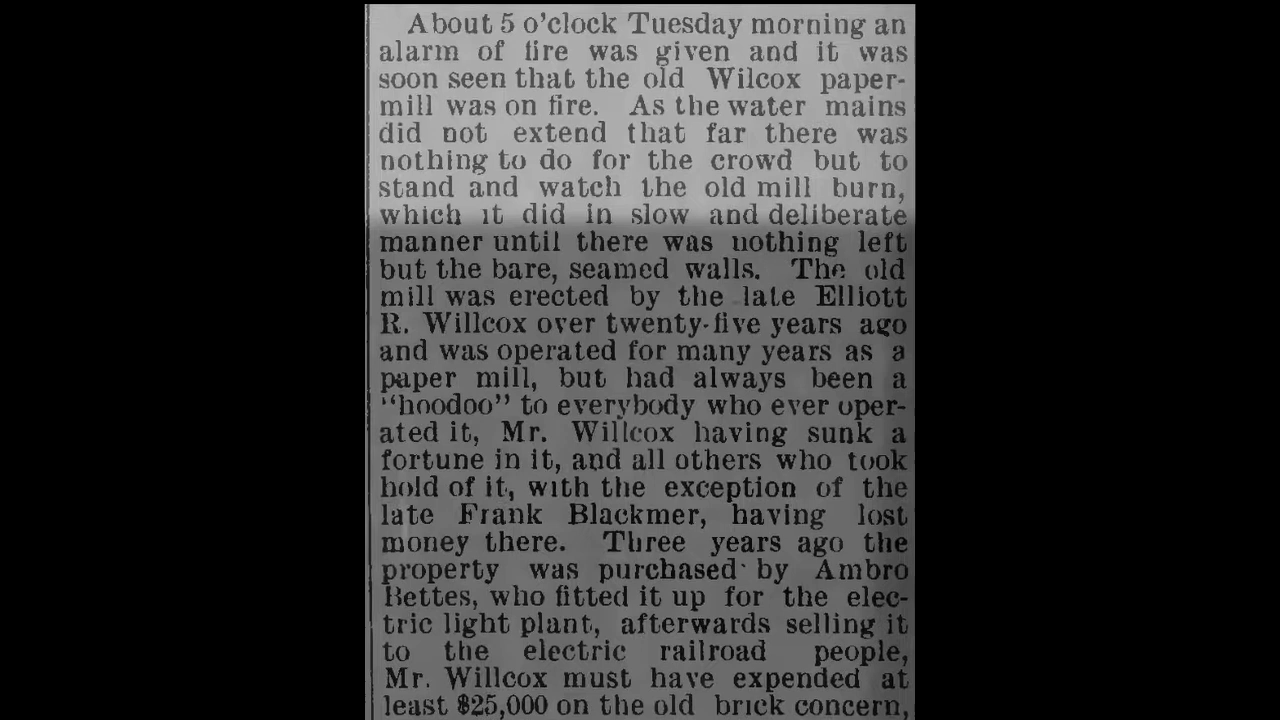 About 5 o'clock Tuesday morning an
alarm of fire was given and it was
soon seen that the old Wilcox paper-
mill was on fire. As the water mains
did not extend that far there was
nothing to do for the crowd but to
stand and watch the old mill burn,
which it did in slow and deliberate
manner until there was nothing left
but the bare, seamed walls. The old
mill was erected by the late Elliott
R. Willcox over twenty-five years ago
and was operated for many years as a
paper mill, but had always been a
"hoodoo" to everybody who ever oper-
ated it, Mr. Willcox having sunk a
fortune in it, and all others who took
hold of it, with the exception of the
late Frank Blackmer, having lost
money there. Three years ago the
property was purchased by Ambro
Bettes, who fitted it up for the elec-
tric light plant, afterwards selling it
to the electric railroad people,
Mr. Willcox must have expended at
least $25,000 on the old brick concern,